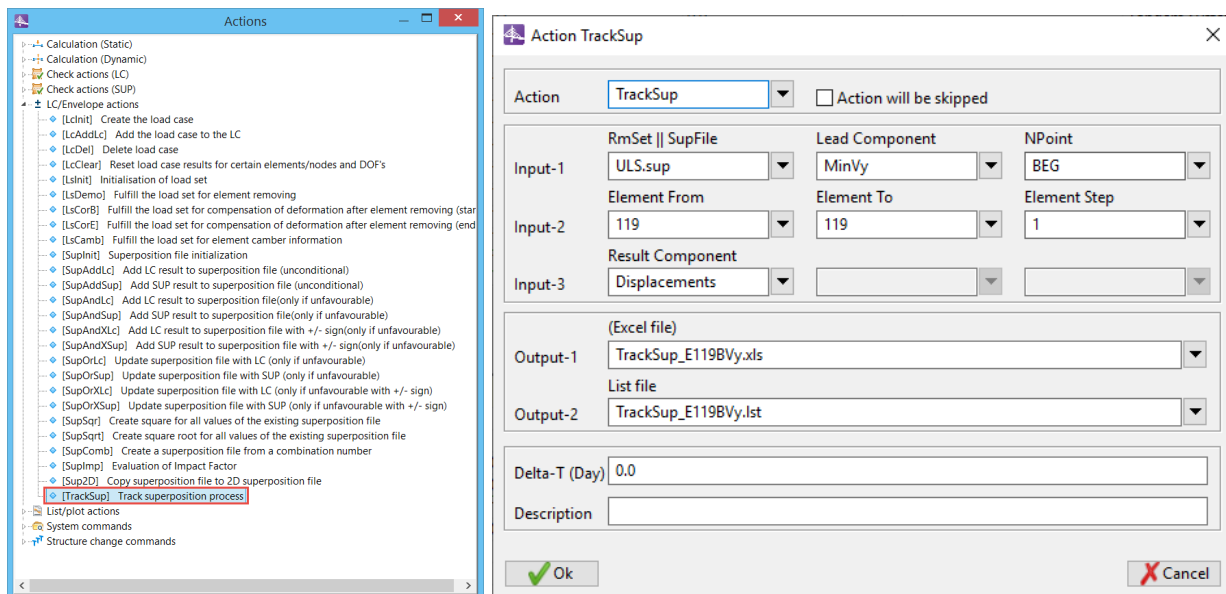 Actions
Calculation (Static)
Calculation (Dynamic)
Check actions (LC)
Check actions (SUP)
LC/Envelope actions
[LcInit] Create the load case
[LcAddLc] Add the load case to the LC
[LcDel] Delete load case
[LcClear] Reset load case results for certain elements/nodes and DOF's
[LsInit] Initialisation of load set
[LsDemo] Fulfill the load set for element removing
[LsCorB] Fulfill the load set for compensation of deformation after element removing (star
[LsCorE] Fulfill the load set for compensation of deformation after element removing (end
[LsCamb] Fulfill the load set for element camber information
[SupInit] Superposition file initialization
[SupAddLc] Add LC result to superposition file (unconditional)
[SupAddSup] Add SUP result to superposition file (unconditional)
[SupAndLc] Add LC result to superposition file(only if unfavourable)
[SupAndSup] Add SUP result to superposition file(only if unfavourable)
[SupAndXLc] Add LC result to superposition file with +/- sign(only if unfavourable)
[SupAndXSup] Add SUP result to superposition file with +/- sign(only if unfavourable)
[SupOrLc] Update superposition file with LC (only if unfavourable)
[SupOrSup] Update superposition file with SUP (only if unfavourable)
[SupOrXLc] Update superposition file with LC (only if unfavourable with +/- sign)
[SupOrXSup] Update superposition file with SUP (only if unfavourable with +/- sign)
[SupSqr] Create square for all values of the existing superposition file
[SupSqrt] Create square root for all values of the existing superposition file
[SupComb] Create a superposition file from a combination number
[SupImp] Evaluation of Impact Factor
[Sup2D] Copy superposition file to 2D superposition file
[TrackSup] Track superposition process
List/plot actions
System commands
Structure change commands
Action TrackSup
Action TrackSup Action will be skipped
RmSet || SupFile Lead Component NPoint
Input-1 ULS.sup MinVy BEG
Element From Element To Element Step
Input-2 119 119 1
Result Component
Input-3 Displacements
(Excel file)
Output-1 TrackSup_E119BVy.xls
List file
Output-2 TrackSup_E119BVy.lst
Delta-T (Day) 0.0
Description
Ok Cancel